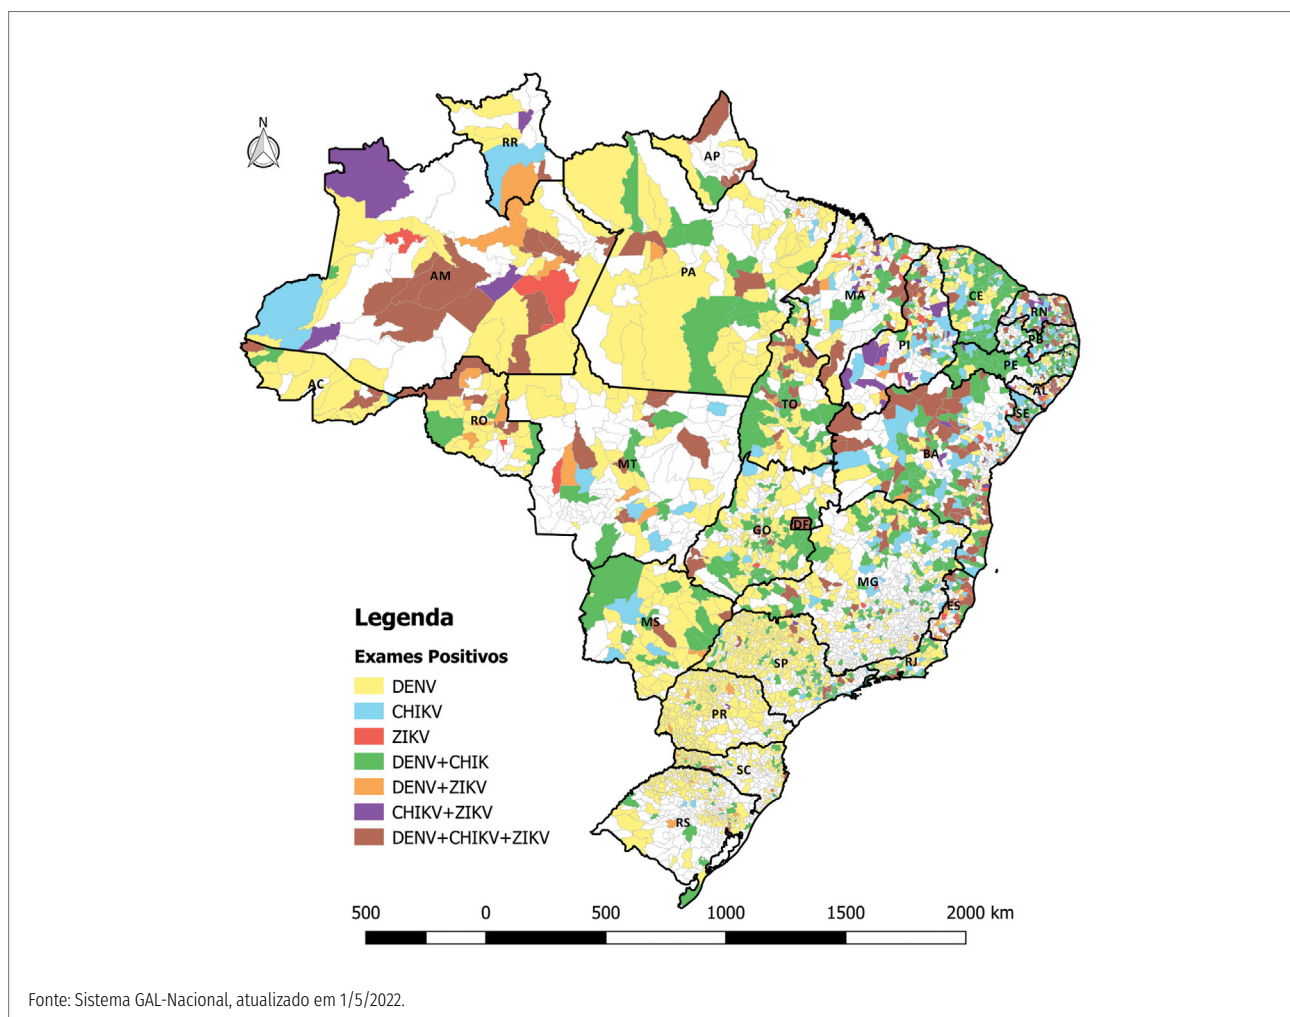 N
RR
AP
AM
PA
MA
CE
RN
PB
PE
PI
AL
SE
AC
RO
TO
BA
MT
GO
DF
MG
ES
MS
SP
RJ
PR
SC
RS
Legenda
Exames Positivos
DENV
CHIKV
ZIKV
DENV+CHIK
DENV+ZIKV
CHIKV+ZIKV
DENV+CHIKV+ZIKV
500 0 500 1000 1500 2000 km
Fonte: Sistema GAL-Nacional, atualizado em 1/5/2022.